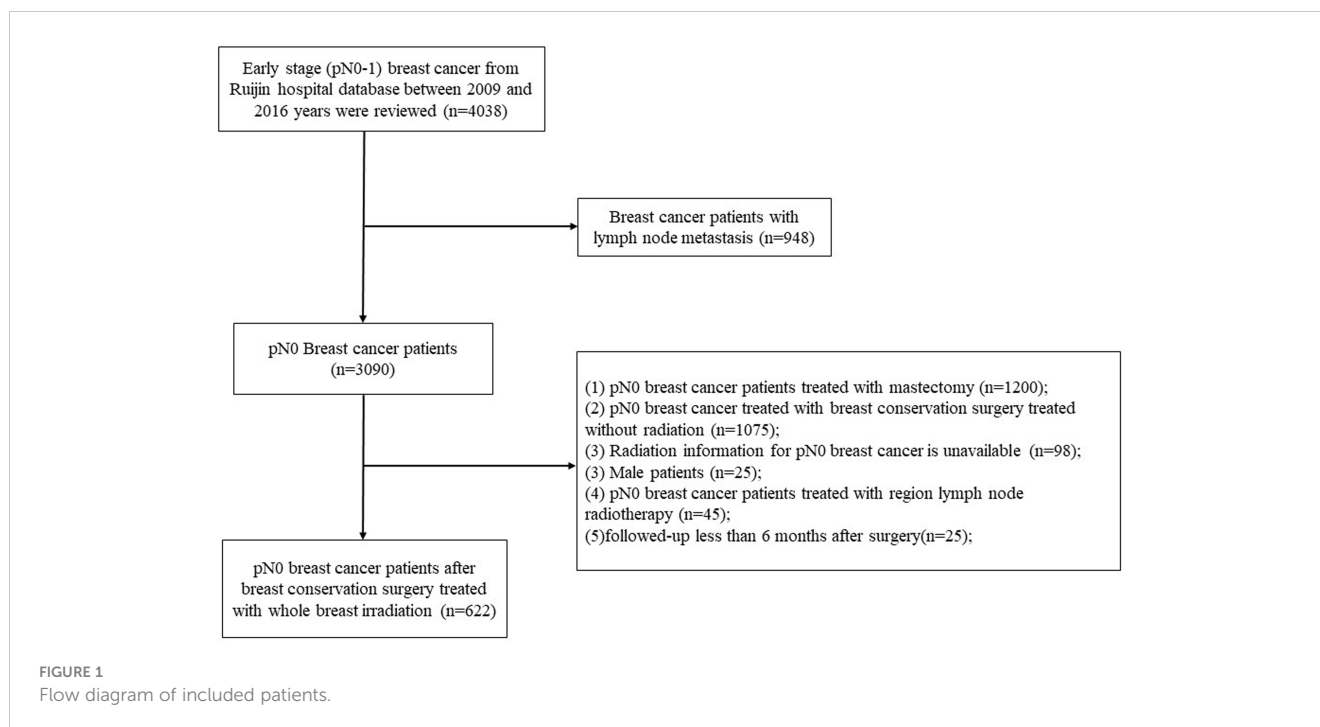 Early stage (pN0-1) breast cancer from
Ruijin hospital database between 2009 and
2016 years were reviewed (n=4038)
Breast cancer patients with
lymph node metastasis (n=948)
pN0 Breast cancer patients
(n=3090)
(1) pN0 breast cancer patients treated with mastectomy (n=1200);
(2) pN0 breast cancer treated with breast conservation surgery treated
without radiation (n=1075);
(3) Radiation information for pN0 breast cancer is unavailable (n=98);
(3) Male patients (n=25);
(4) pN0 breast cancer patients treated with region lymph node
radiotherapy (n=45);
(5)followed-up less than 6 months after surgery(n=25);
pN0 breast cancer patients after
breast conservation surgery treated
with whole breast irradiation (n=622)
FIGURE 1
Flow diagram of included patients.